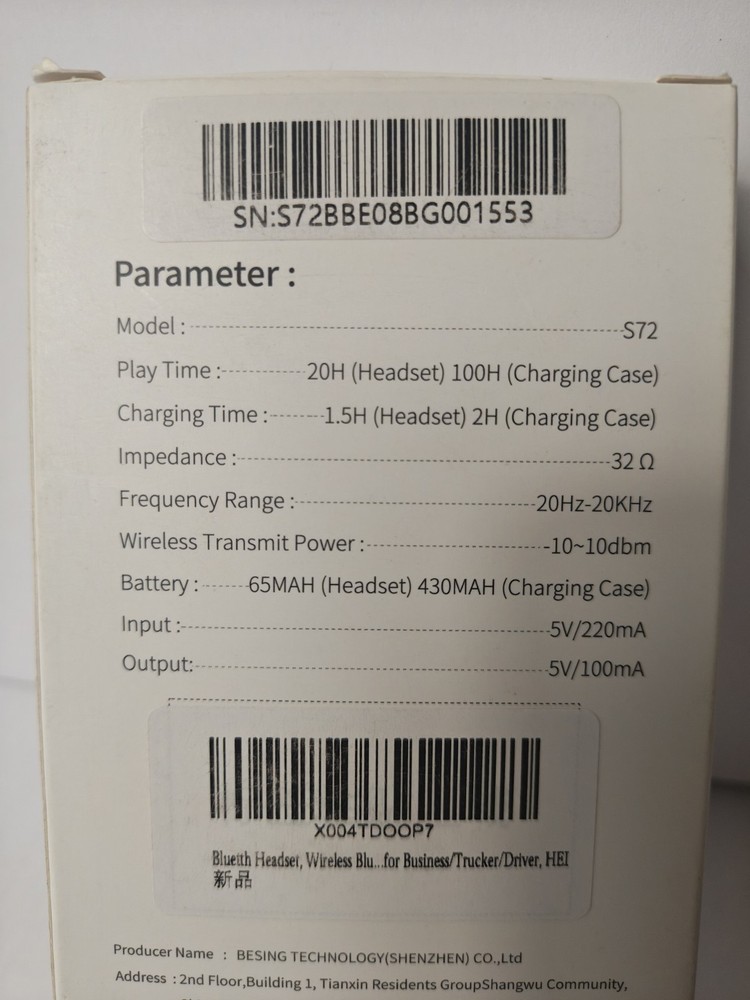 SN:S72BBE08BG001553
Parameter :
Model : S72
Play Time : 20H (Headset) 100H (Charging Case)
Charging Time : 1.5H (Headset) 2H (Charging Case)
Impedance : 32 Ω
Frequency Range : 20Hz-20KHz
Wireless Transmit Power : -10~10dbm
Battery : 65MAH (Headset) 430MAH (Charging Case)
Input : 5V/220mA
Output: 5V/100mA
X004TDOOP7
Bluetth Headset, Wireless Blu...for Business/Trucker/Driver, HEI
新品
Producer Name : BESING TECHNOLOGY(SHENZHEN) CO.,Ltd
Address : 2nd Floor,Building 1, Tianxin Residents GroupShangwu Community,